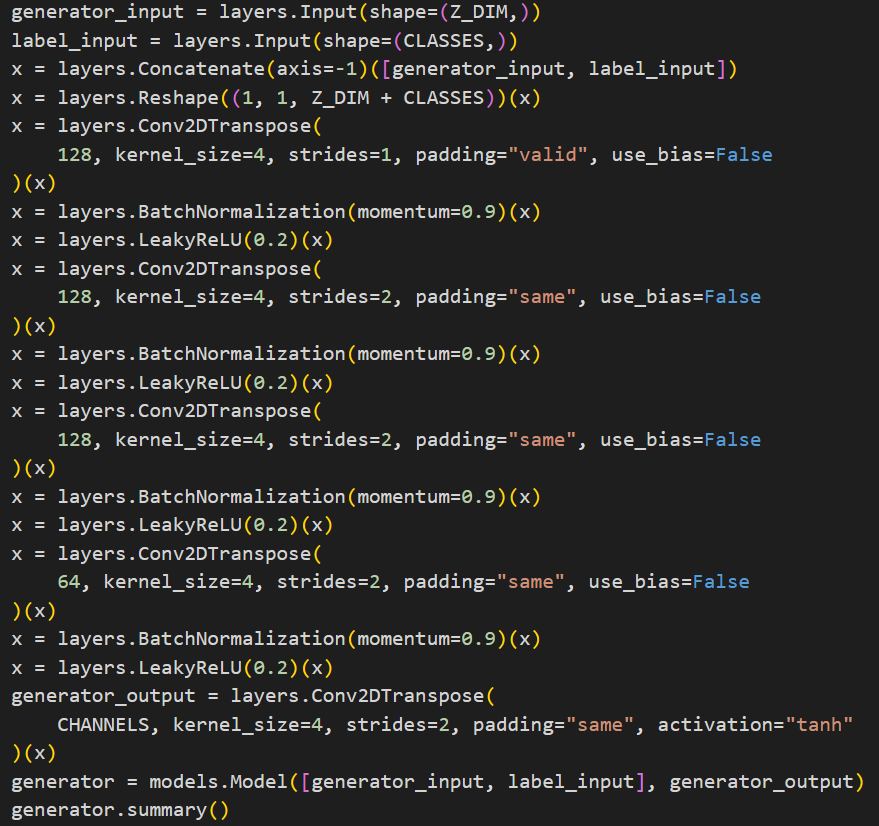 generator_input = layers.Input(shape=(Z_DIM,))
label_input = layers.Input(shape=(CLASSES,))
x = layers.Concatenate(axis=-1)([generator_input, label_input])
x = layers.Reshape((1, 1, Z_DIM + CLASSES))(x)
x = layers.Conv2DTranspose(
    128, kernel_size=4, strides=1, padding="valid", use_bias=False
)(x)
x = layers.BatchNormalization(momentum=0.9)(x)
x = layers.LeakyReLU(0.2)(x)
x = layers.Conv2DTranspose(
    128, kernel_size=4, strides=2, padding="same", use_bias=False
)(x)
x = layers.BatchNormalization(momentum=0.9)(x)
x = layers.LeakyReLU(0.2)(x)
x = layers.Conv2DTranspose(
    128, kernel_size=4, strides=2, padding="same", use_bias=False
)(x)
x = layers.BatchNormalization(momentum=0.9)(x)
x = layers.LeakyReLU(0.2)(x)
x = layers.Conv2DTranspose(
    64, kernel_size=4, strides=2, padding="same", use_bias=False
)(x)
x = layers.BatchNormalization(momentum=0.9)(x)
x = layers.LeakyReLU(0.2)(x)
generator_output = layers.Conv2DTranspose(
    CHANNELS, kernel_size=4, strides=2, padding="same", activation="tanh"
)(x)
generator = models.Model([generator_input, label_input], generator_output)
generator.summary()